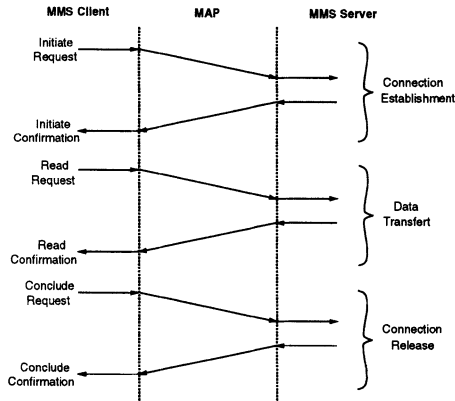 MMS Client MAP MMS Server
Initiate
Request
Connection
Establishment
Initiate
Confirmation
Read
Request
Data
Transfert
Read
Confirmation
Conclude
Request
Connection
Release
Conclude
Confirmation